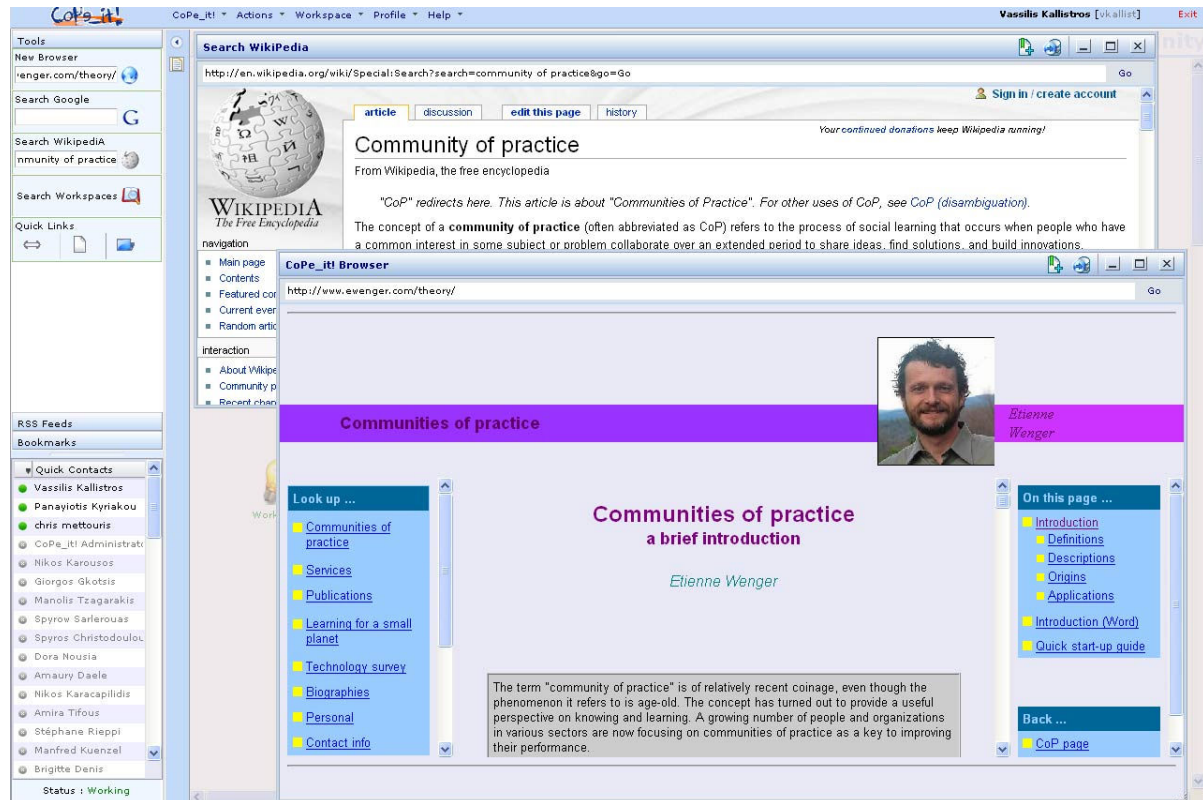 CoPe_it!
CoPe_it! Actions Workspace Profile Help
Vassilis Kallistros [vkallist]
Exit
Tools
New Browser
enger.com/theory/
Search Google
G
Search WikipediA
nmunity of practice
Search Workspaces
Quick Links
RSS Feeds
Bookmarks
Quick Contacts
Vassilis Kallistros
Panayiotis Kyriakou
chris mettouris
CoPe_it! Administrato
Nikos Karousos
Giorgos Gkotsis
Manolis Tzagarakis
Spyrow Sarlerouas
Spyros Christodoulou
Dora Nousia
Amaury Daele
Nikos Karacapilidis
Amira Tifous
Stéphane Rieppi
Manfred Kuenzel
Brigitte Denis
Status : Working
nity
Work
Search WikiPedia
http://en.wikipedia.org/wiki/Special:Search?search=community of practice&go=Go
Go
Sign in / create account
article discussion edit this page history
Your continued donations keep Wikipedia running!
Community of practice
From Wikipedia, the free encyclopedia
"CoP" redirects here. This article is about "Communities of Practice". For other uses of CoP, see CoP (disambiguation).
The concept of a community of practice (often abbreviated as CoP) refers to the process of social learning that occurs when people who have
a common interest in some subject or problem collaborate over an extended period to share ideas, find solutions, and build innovations.
WIKIPEDIA
The Free Encyclopedia
navigation
Main page
Contents
Featured con
Current even
Random artic
interaction
About Wikipe
Community p
Recent chan
CoPe_it! Browser
http://www.ewenger.com/theory/
Go
Communities of practice
Etienne
Wenger
Look up ...
Communities of
practice
Services
Publications
Learning for a small
planet
Technology survey
Biographies
Personal
Contact info
Communities of practice
a brief introduction
Etienne Wenger
The term "community of practice" is of relatively recent coinage, even though the
phenomenon it refers to is age-old. The concept has turned out to provide a useful
perspective on knowing and learning. A growing number of people and organizations
in various sectors are now focusing on communities of practice as a key to improving
their performance.
On this page ...
Introduction
Definitions
Descriptions
Origins
Applications
Introduction (Word)
Quick start-up guide
Back ...
CoP page